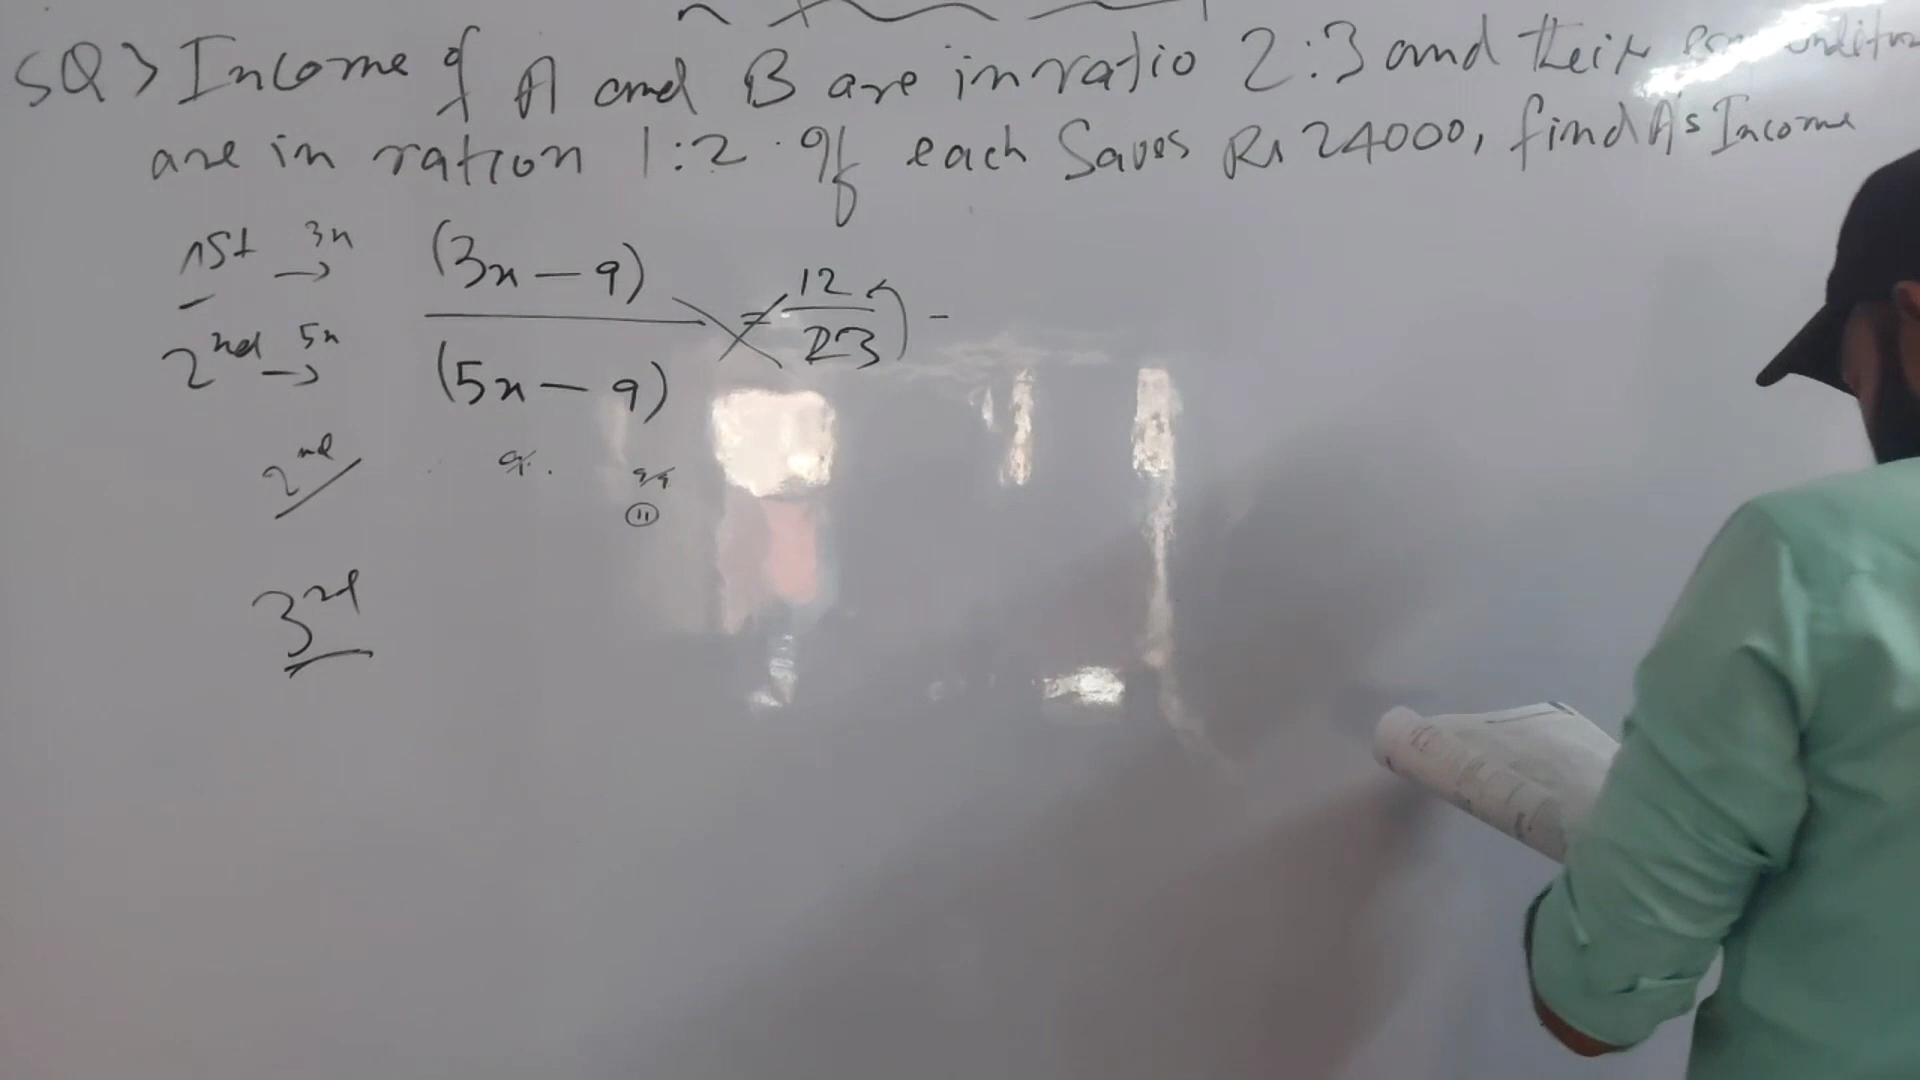 SQ> Income of A and B are in ratio 2:3 and their
are in ration 1:2. If each Saves Rs 24000, find A's Income
1st → 3x
(3x - 9)
= 12/23 -
2nd → 5x
(5x - 9)
2nd
11
3rd